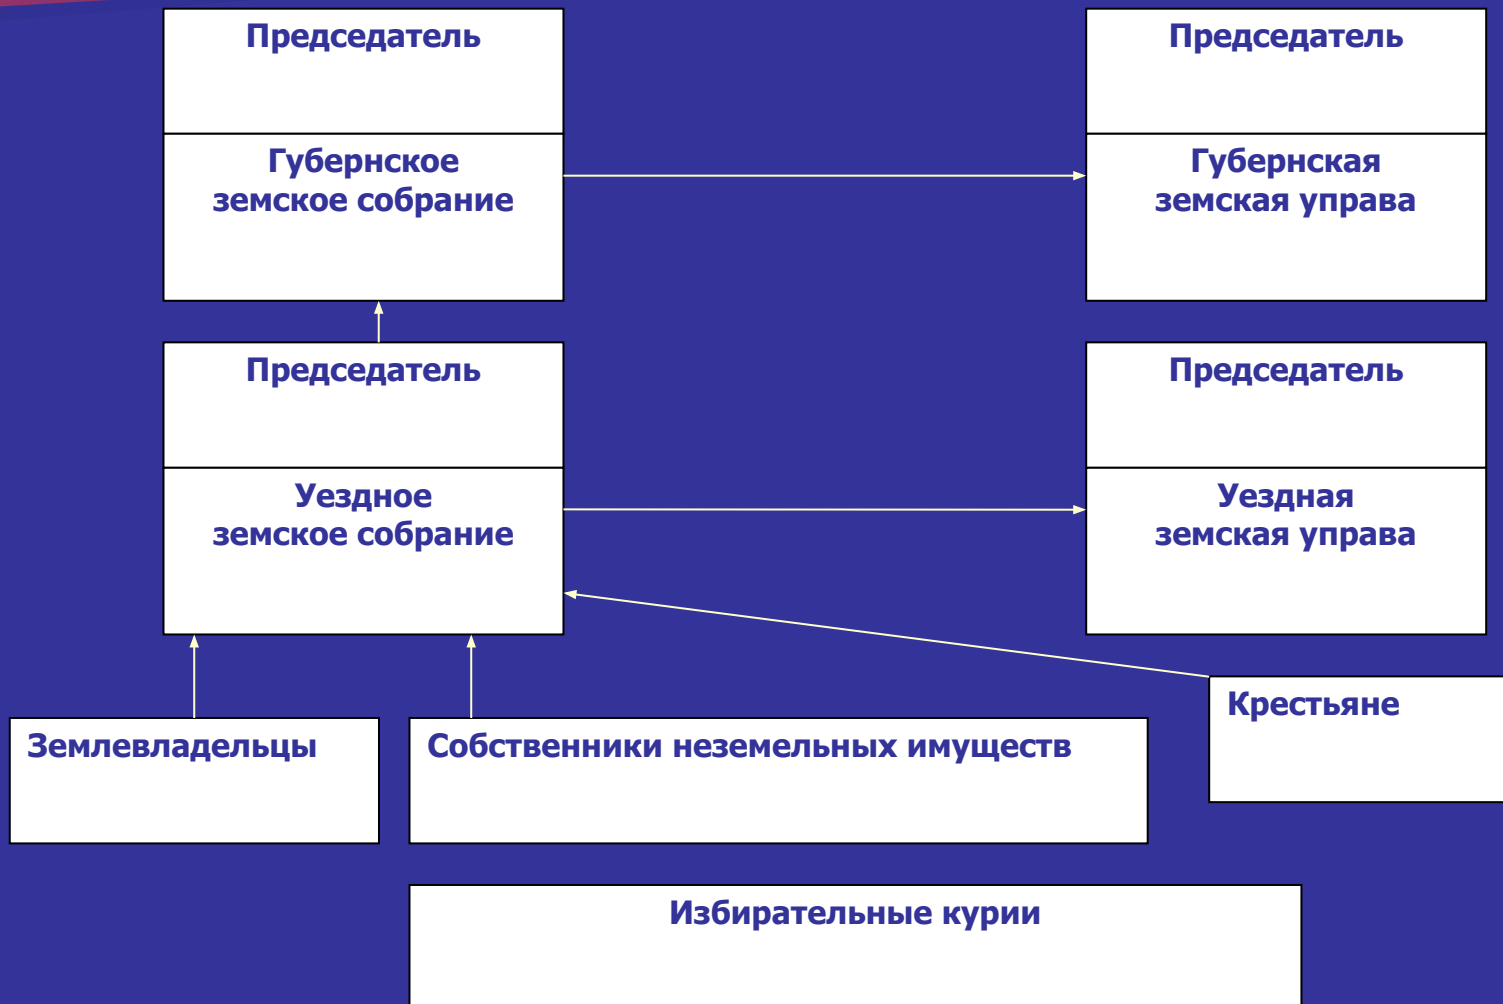 Председатель
Председатель
Губернское
земское собрание
Губернская
земская управа
Председатель
Председатель
Уездное
земское собрание
Уездная
земская управа
Крестьяне
Землевладельцы
Собственники неземельных имуществ
Избирательные курии